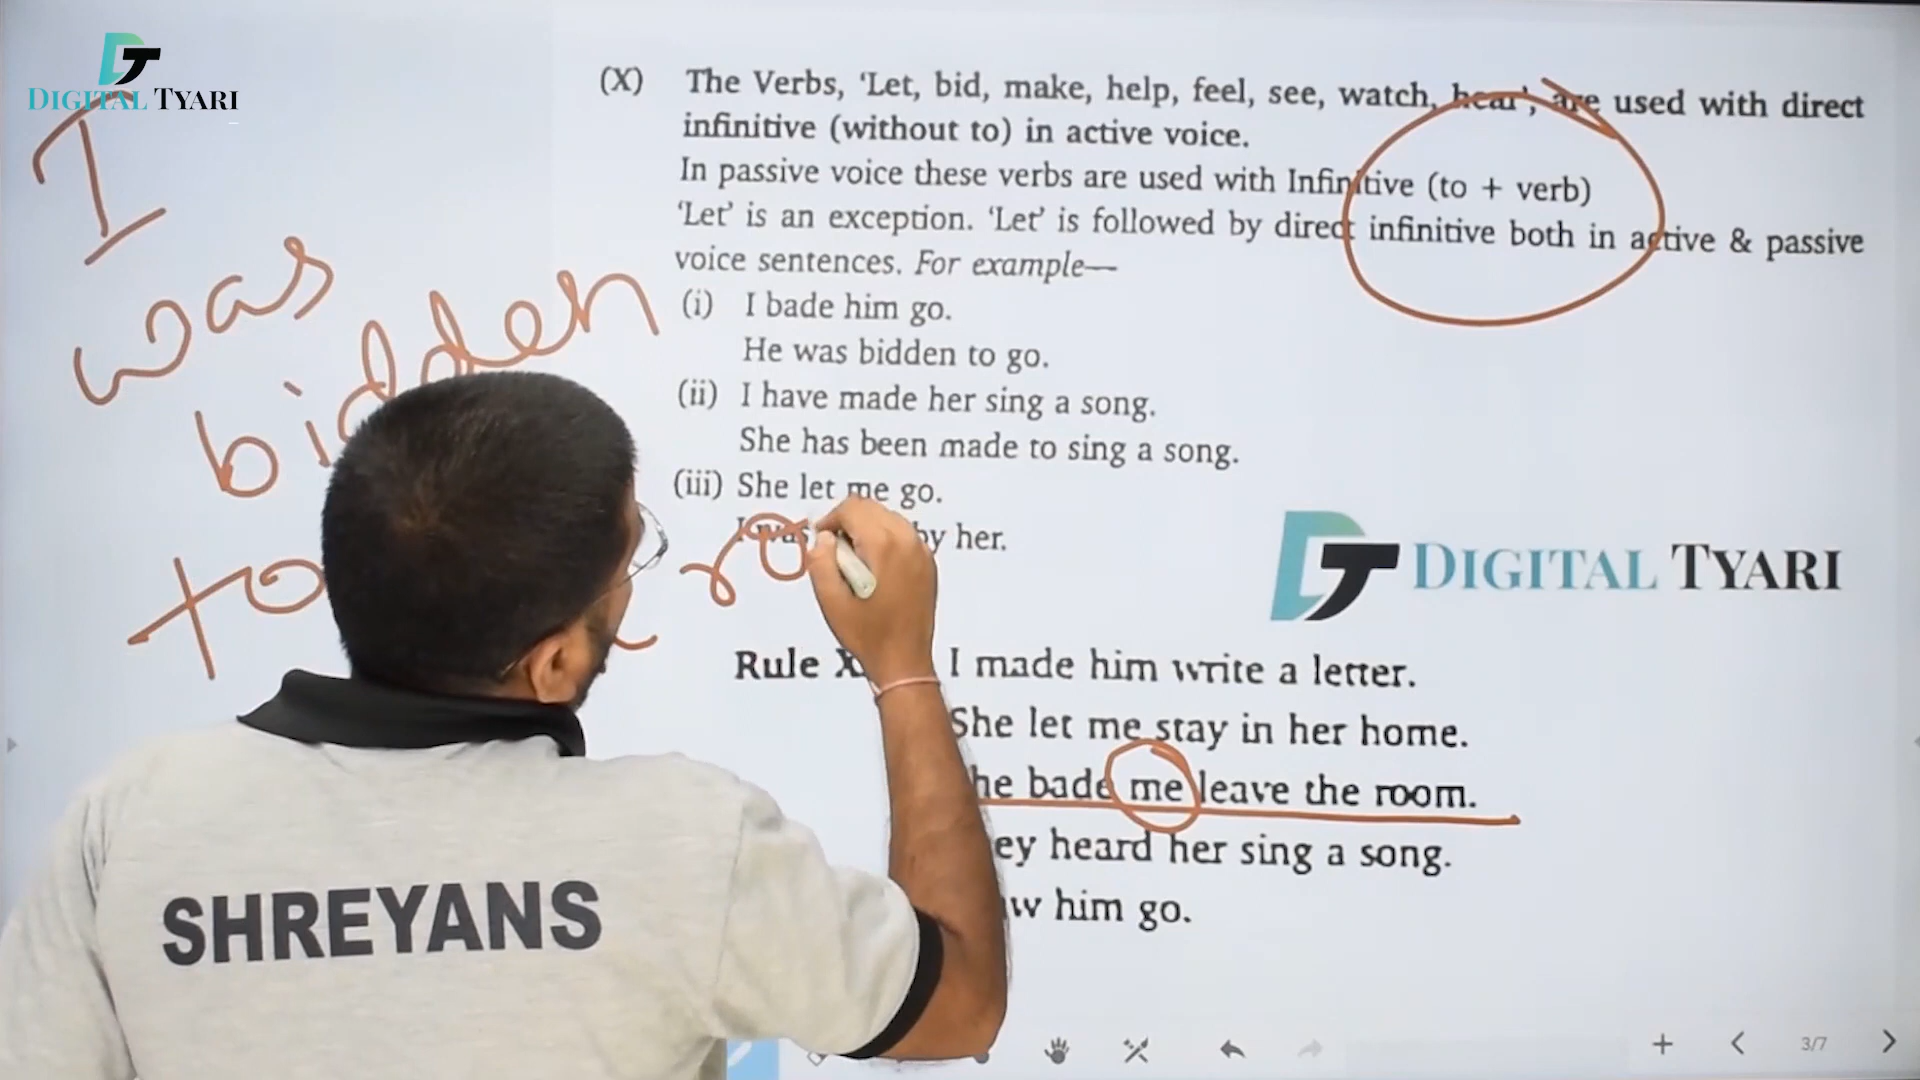 DIGITAL TYARI
I
was
bidden
to
(X) The Verbs, ‘Let, bid, make, help, feel, see, watch, hear’, are used with direct
infinitive (without to) in active voice.
In passive voice these verbs are used with Infinitive (to + verb)
‘Let’ is an exception. ‘Let’ is followed by direct infinitive both in active & passive
voice sentences. For example—
(i) I bade him go.
He was bidden to go.
(ii) I have made her sing a song.
She has been made to sing a song.
(iii) She let me go.
I was by her.
ro
DIGITAL TYARI
Rule X I made him write a letter.
She let me stay in her home.
he bade me leave the room.
ey heard her sing a song.
w him go.
SHREYANS
3/7